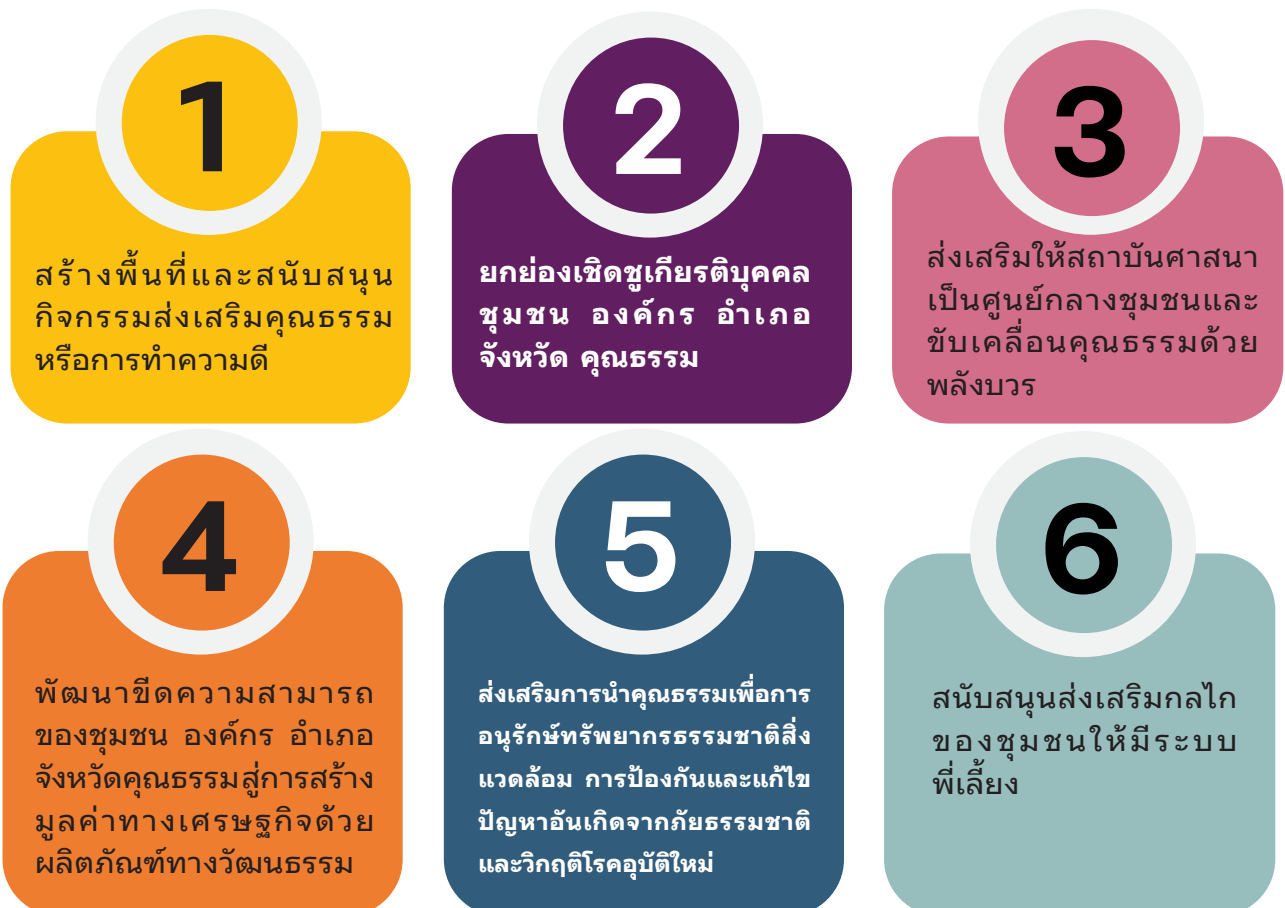 1
สร้างพื้นที่และสนับสนุน
กิจกรรมส่งเสริมคุณธรรม
หรือการทำความดี
2
ยกย่องเชิดชูเกียรติบุคคล
ชุมชน องค์กร อำเภอ
จังหวัด คุณธรรม
3
ส่งเสริมให้สถาบันศาสนา
เป็นศูนย์กลางชุมชนและ
ขับเคลื่อนคุณธรรมด้วย
พลังบวร
4
พัฒนาขีดความสามารถ
ของชุมชน องค์กร อำเภอ
จังหวัดคุณธรรมสู่การสร้าง
มูลค่าทางเศรษฐกิจด้วย
ผลิตภัณฑ์ทางวัฒนธรรม
5
ส่งเสริมการนำคุณธรรมเพื่อการ
อนุรักษ์ทรัพยากรธรรมชาติสิ่ง
แวดล้อม การป้องกันและแก้ไข
ปัญหาอันเกิดจากภัยธรรมชาติ
และวิกฤติโรคอุบัติใหม่
6
สนับสนุนส่งเสริมกลไก
ของชุมชนให้มีระบบ
พี่เลี้ยง